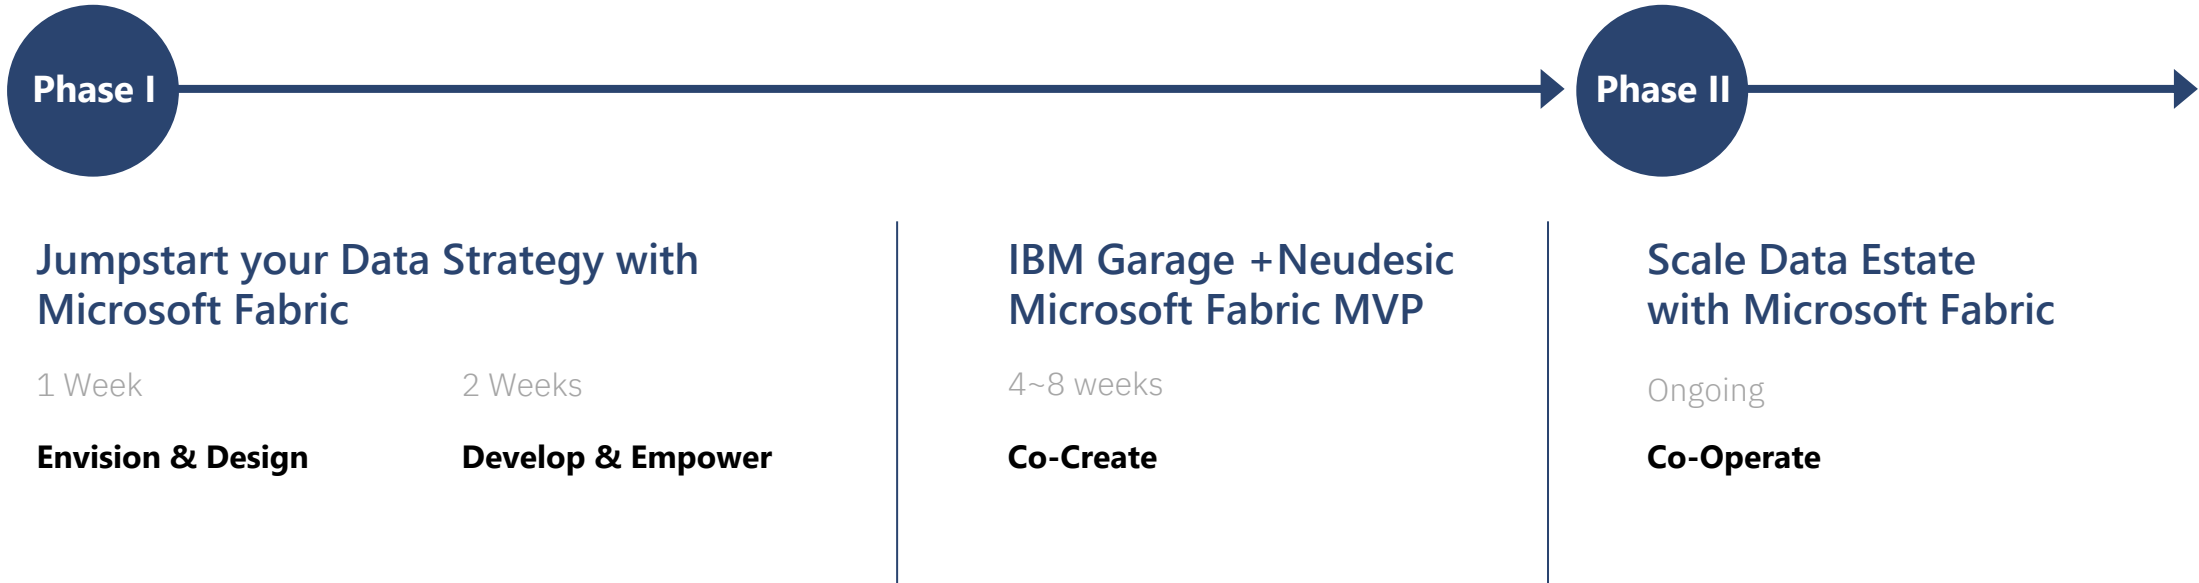 Phase I
Phase II
Jumpstart your Data Strategy with
Microsoft Fabric
1 Week
2 Weeks
Envision & Design
Develop & Empower
IBM Garage +Neudesic
Microsoft Fabric MVP
4~8 weeks
Co-Create
Scale Data Estate
with Microsoft Fabric
Ongoing
Co-Operate